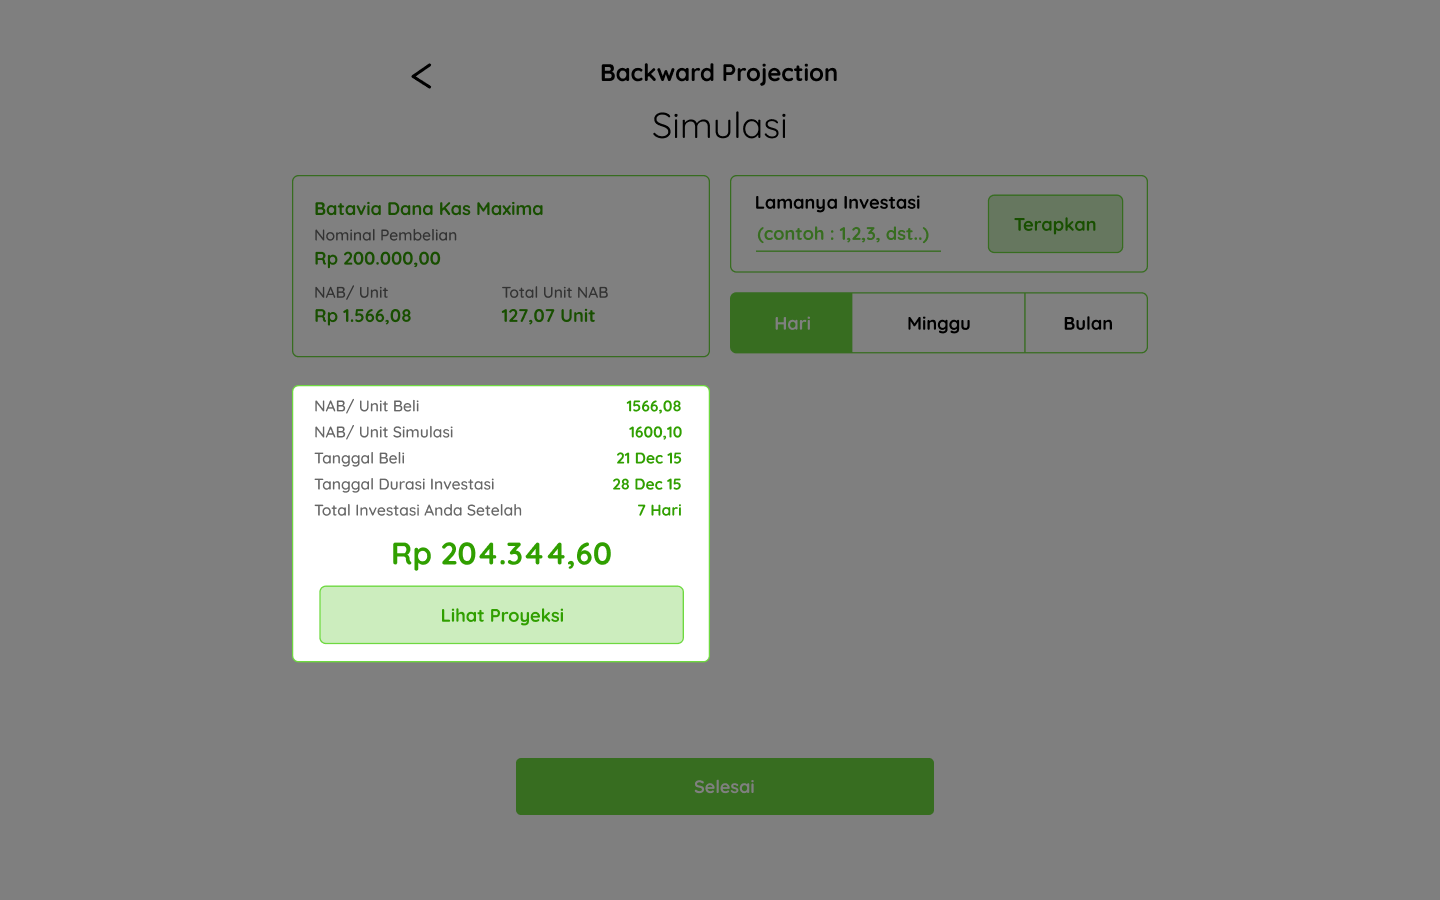 Backward Projection
Simulasi
Batavia Dana Kas Maxima
Nominal Pembelian
Rp 200.000,00
NAB/ Unit
Total Unit NAB
Rp 1.566,08
127,07 Unit
Lamanya Investasi
(contoh : 1,2,3, dst..)
Terapkan
Hari
Minggu
Bulan
NAB/ Unit Beli 1566,08
NAB/ Unit Simulasi 1600,10
Tanggal Beli 21 Dec 15
Tanggal Durasi Investasi 28 Dec 15
Total Investasi Anda Setelah 7 Hari
Rp 204.344,60
Lihat Proyeksi
Selesai